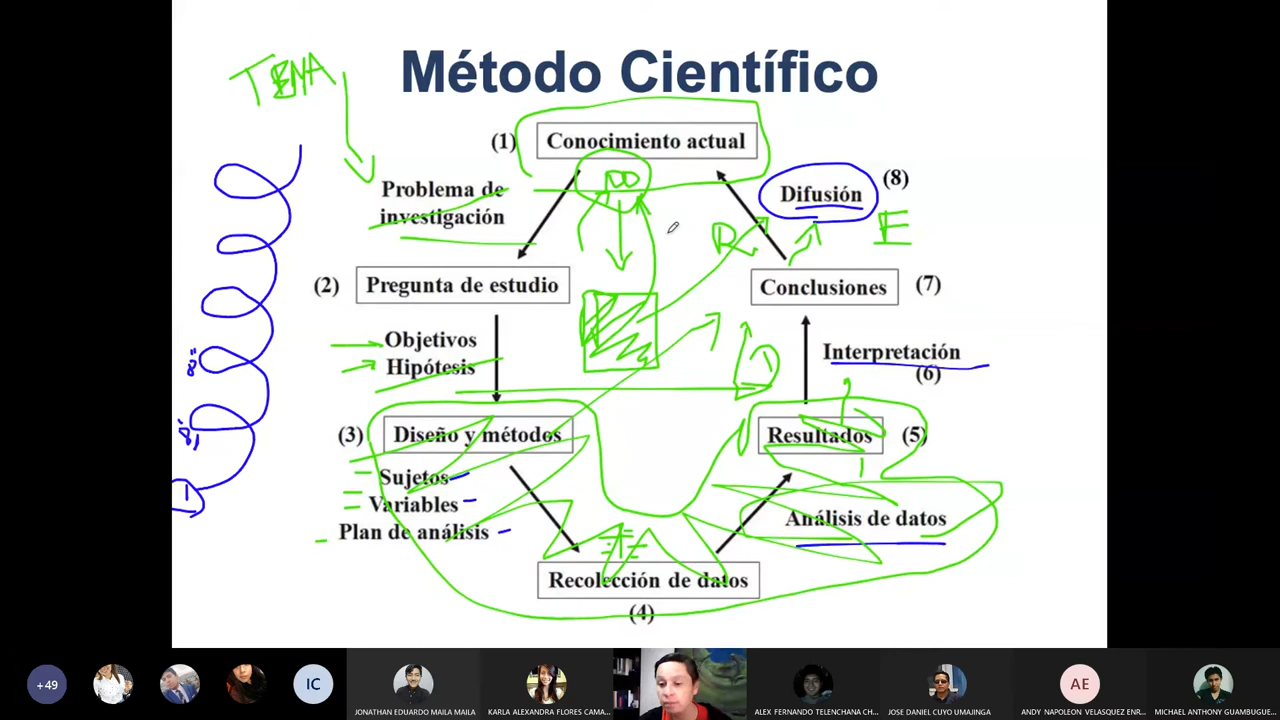 Método Científico
TEMA
(1)
Conocimiento actual
DD
Problema de
investigación
Difusión
(8)
E
R
(2)
Pregunta de estudio
Conclusiones
(7)
Objetivos
Hipótesis
Interpretación
(6)
(3)
Diseño y métodos
Resultados
(5)
Sujetos
Variables
Plan de análisis
Análisis de datos
Recolección de datos
(4)
+49
IC
AE
JONATHAN EDUARDO MAILA MAILA
KARLA ALEXANDRA FLORES CAMA...
ALEX FERNANDO TELENCHANA CH...
JOSE DANIEL CUYO UMAJINGA
ANDY NAPOLEON VELASQUEZ ENR...
MICHAEL ANTHONY GUAMBUGUE...